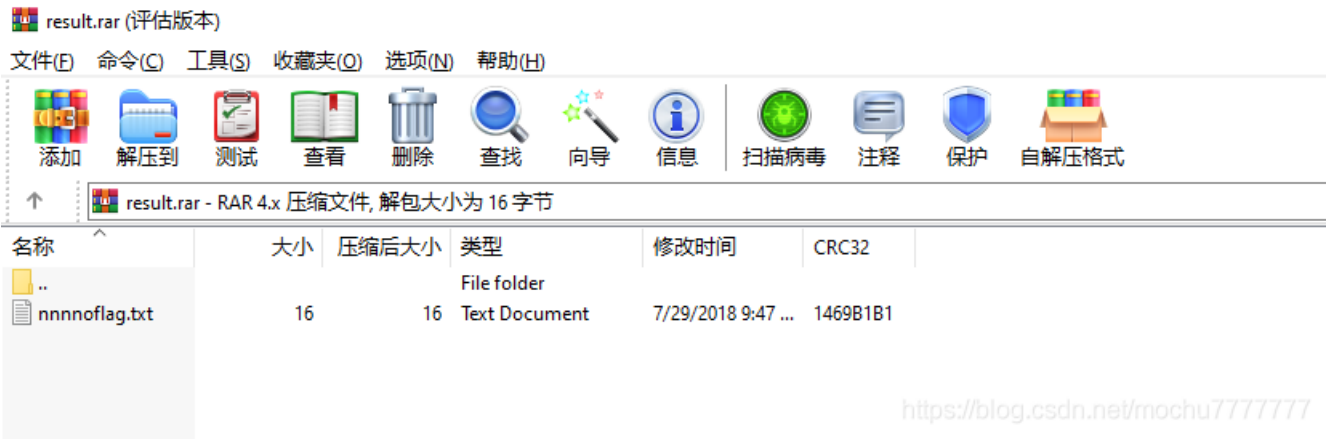 result.rar (评估版本)
文件(F) 命令(C) 工具(S) 收藏夹(O) 选项(N) 帮助(H)
添加 解压到 测试 查看 删除 查找 向导 信息 扫描病毒 注释 保护 自解压格式
result.rar - RAR 4.x 压缩文件, 解包大小为 16 字节
名称 大小 压缩后大小 类型 修改时间 CRC32
.. File folder
nnnnoflag.txt 16 16 Text Document 7/29/2018 9:47 ... 1469B1B1
https://blog.csdn.net/mochu7777777